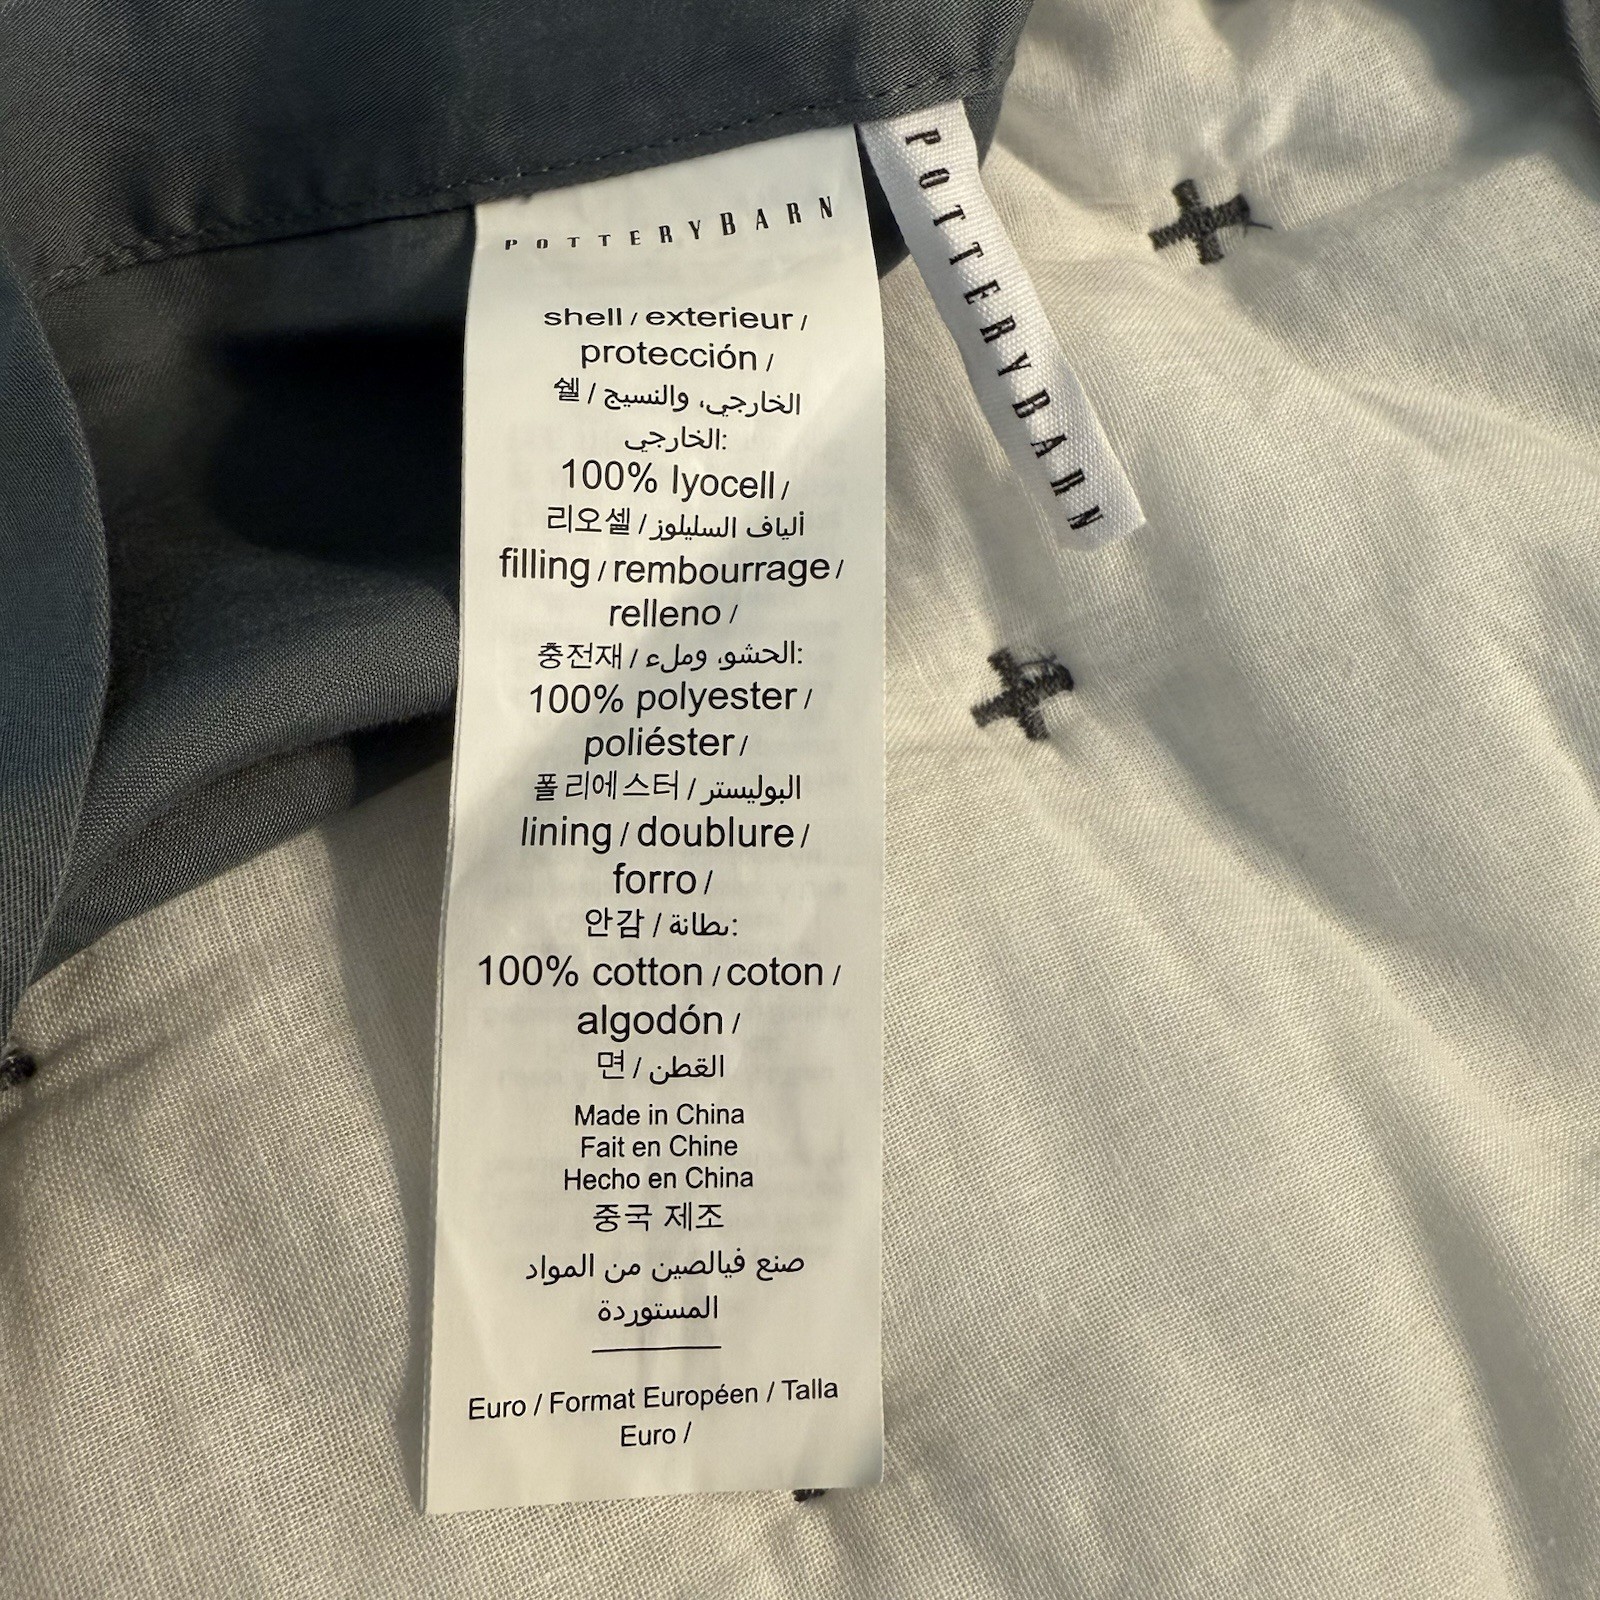 POTTERYBARN
shell / exterieur /
protección /
쉘 / الخارجي، والنسيج
الخارجي:
100% lyocell /
리오셀 / ألياف السليلوز
filling / rembourrage /
relleno /
충전재 / الحشو، وملء:
100% polyester /
poliéster /
폴리에스터 / البوليستر
lining / doublure /
forro /
안감 / بطانة:
100% cotton / coton /
algodón /
면 / القطن
Made in China
Fait en Chine
Hecho en China
중국 제조
صنع فيالصين من المواد
المستوردة
Euro / Format Européen / Talla
Euro /
POTTERYBARN